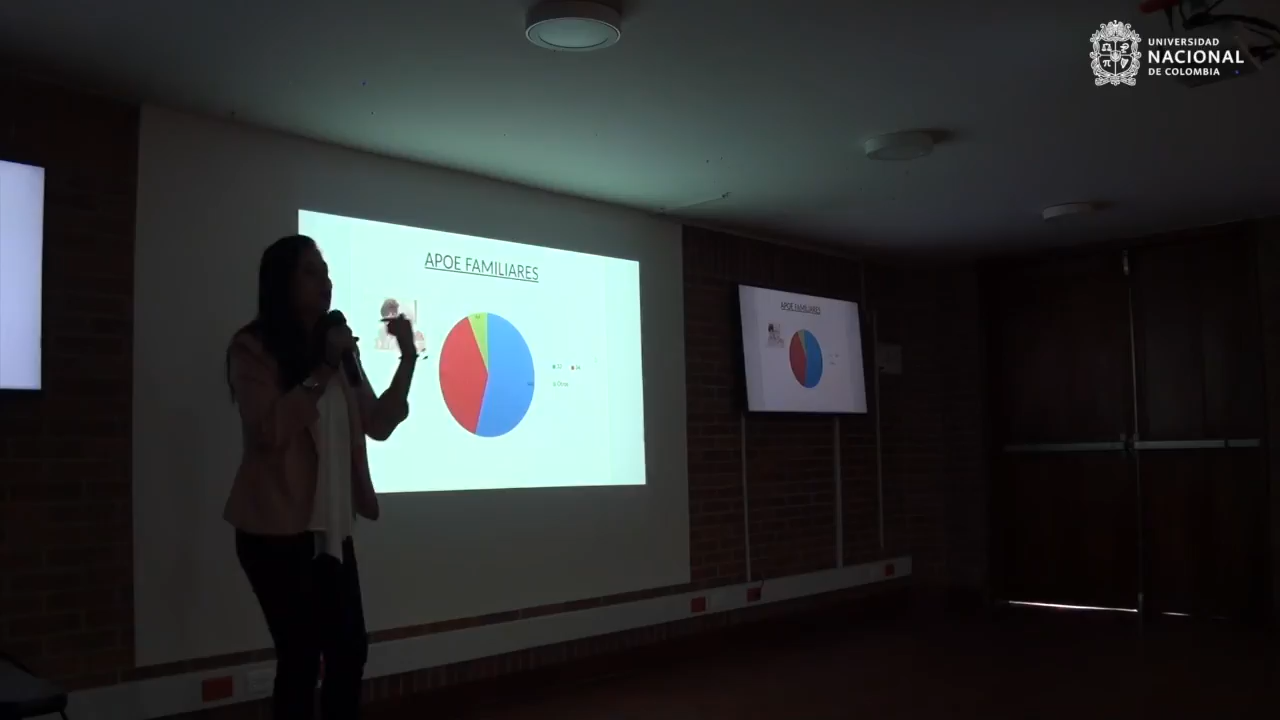 UNIVERSIDAD
NACIONAL
DE COLOMBIA
APOE FAMILIARES
APOE FAMILIARES